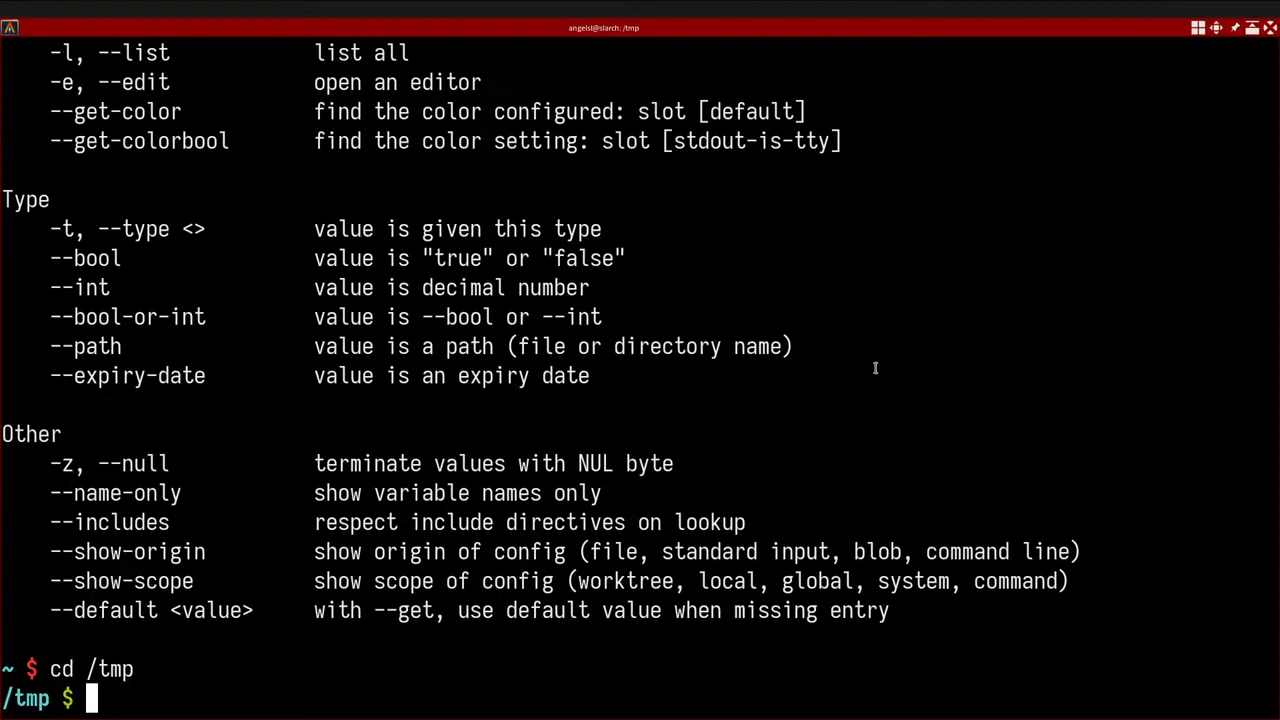 angelsl@slarch: /tmp
-l, --list list all
-e, --edit open an editor
--get-color find the color configured: slot [default]
--get-colorbool find the color setting: slot [stdout-is-tty]
Type
-t, --type <> value is given this type
--bool value is "true" or "false"
--int value is decimal number
--bool-or-int value is --bool or --int
--path value is a path (file or directory name)
--expiry-date value is an expiry date
Other
-z, --null terminate values with NUL byte
--name-only show variable names only
--includes respect include directives on lookup
--show-origin show origin of config (file, standard input, blob, command line)
--show-scope show scope of config (worktree, local, global, system, command)
--default <value> with --get, use default value when missing entry
~ $ cd /tmp
/tmp $